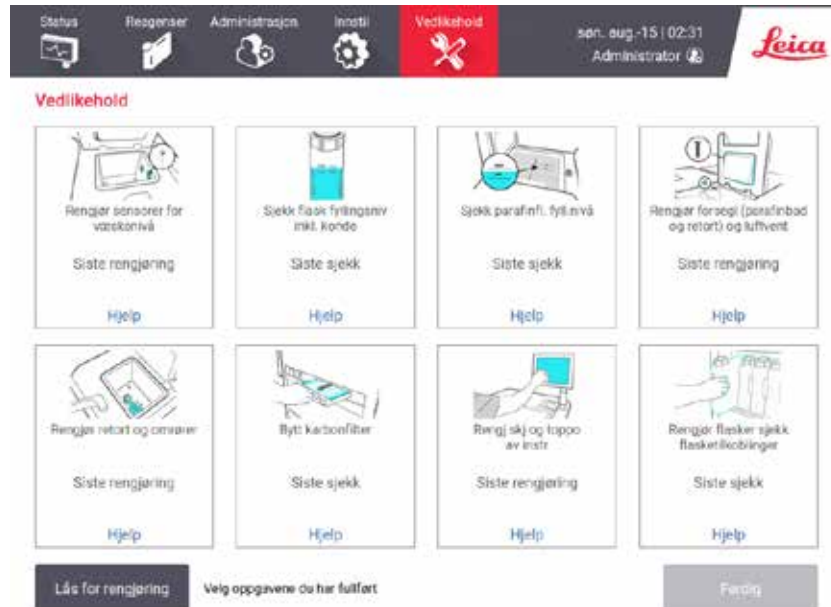 Status Reagenser Administrasjon Innstil Vedlikehold
søn. aug.-15 | 02:31
Administrator
Leica
Vedlikehold
Rengjør sensorer for
væskenivå
Siste rengjøring
Hjelp
Sjekk flask fyllingsniv
inkl. konde
Siste sjekk
Hjelp
Sjekk parafinfl. fyll.nivå
Siste sjekk
Hjelp
Rengjør forsegl (parafinbad
og retort) og luftvent
Siste rengjøring
Hjelp
Rengjør retort og omrører
Siste rengjøring
Hjelp
Bytt karbonfilter
Siste sjekk
Hjelp
Rengj skj og toppo
av instr
Siste rengjøring
Hjelp
Rengjør flasker sjekk
flasketilkoblinger
Siste sjekk
Hjelp
Lås for rengjøring
Velg oppgavene du har fullført
Ferdig